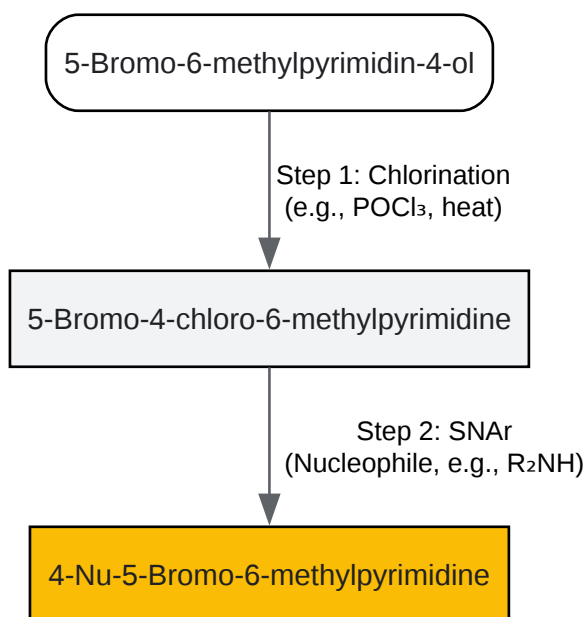 5-Bromo-6-methylpyrimidin-4-ol
Step 1: Chlorination
(e.g., POCl₃, heat)
5-Bromo-4-chloro-6-methylpyrimidine
Step 2: SNAr
(Nucleophile, e.g., R₂NH)
4-Nu-5-Bromo-6-methylpyrimidine